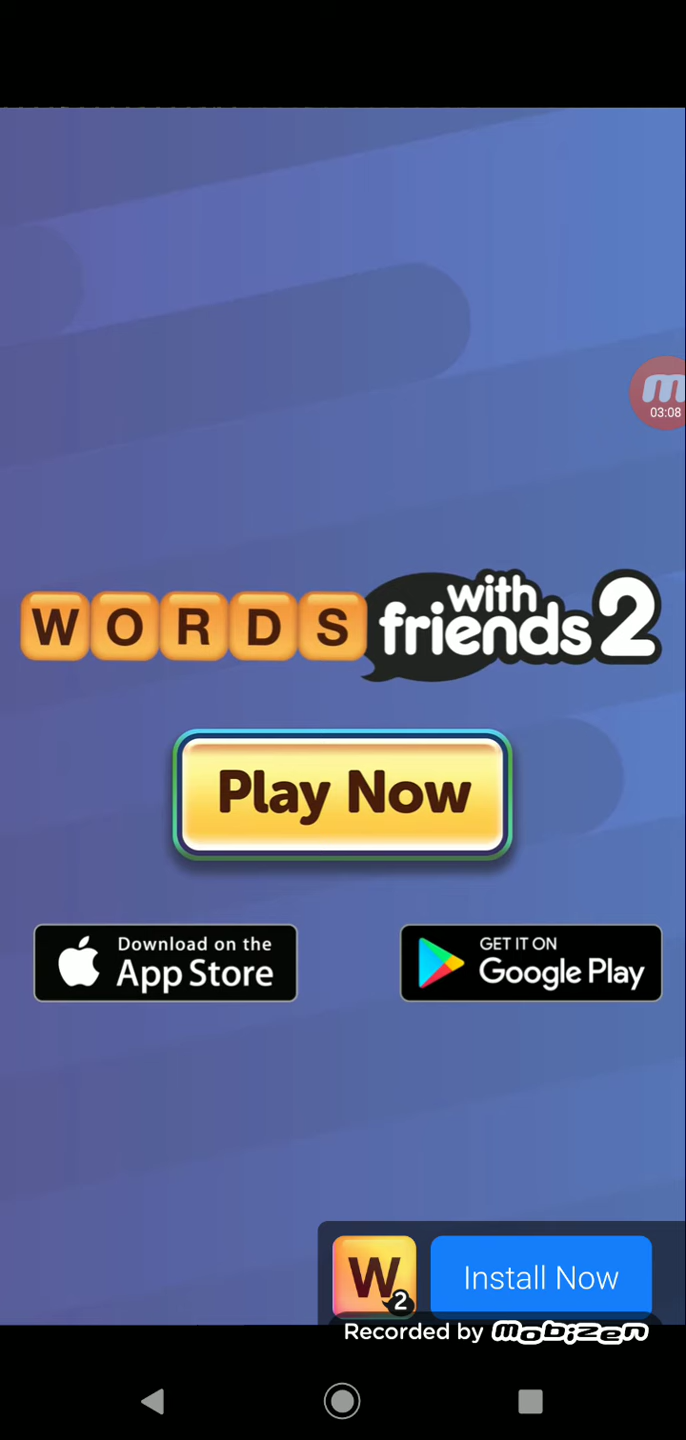 03:08
WORDS with friends 2
Play Now
Download on the
App Store
GET IT ON
Google Play
W 2
Install Now
Recorded by mobizen